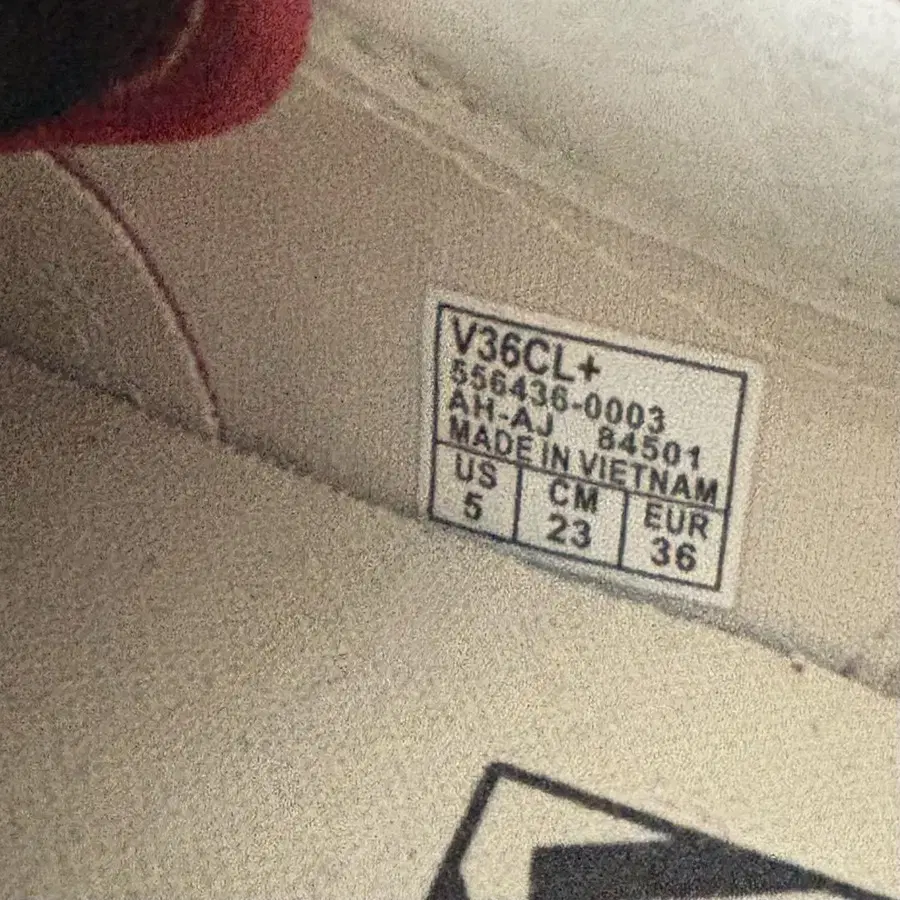 V36CL+
556436-0003
AH-AJ 84501
MADE IN VIETNAM
US CM EUR
5 23 36